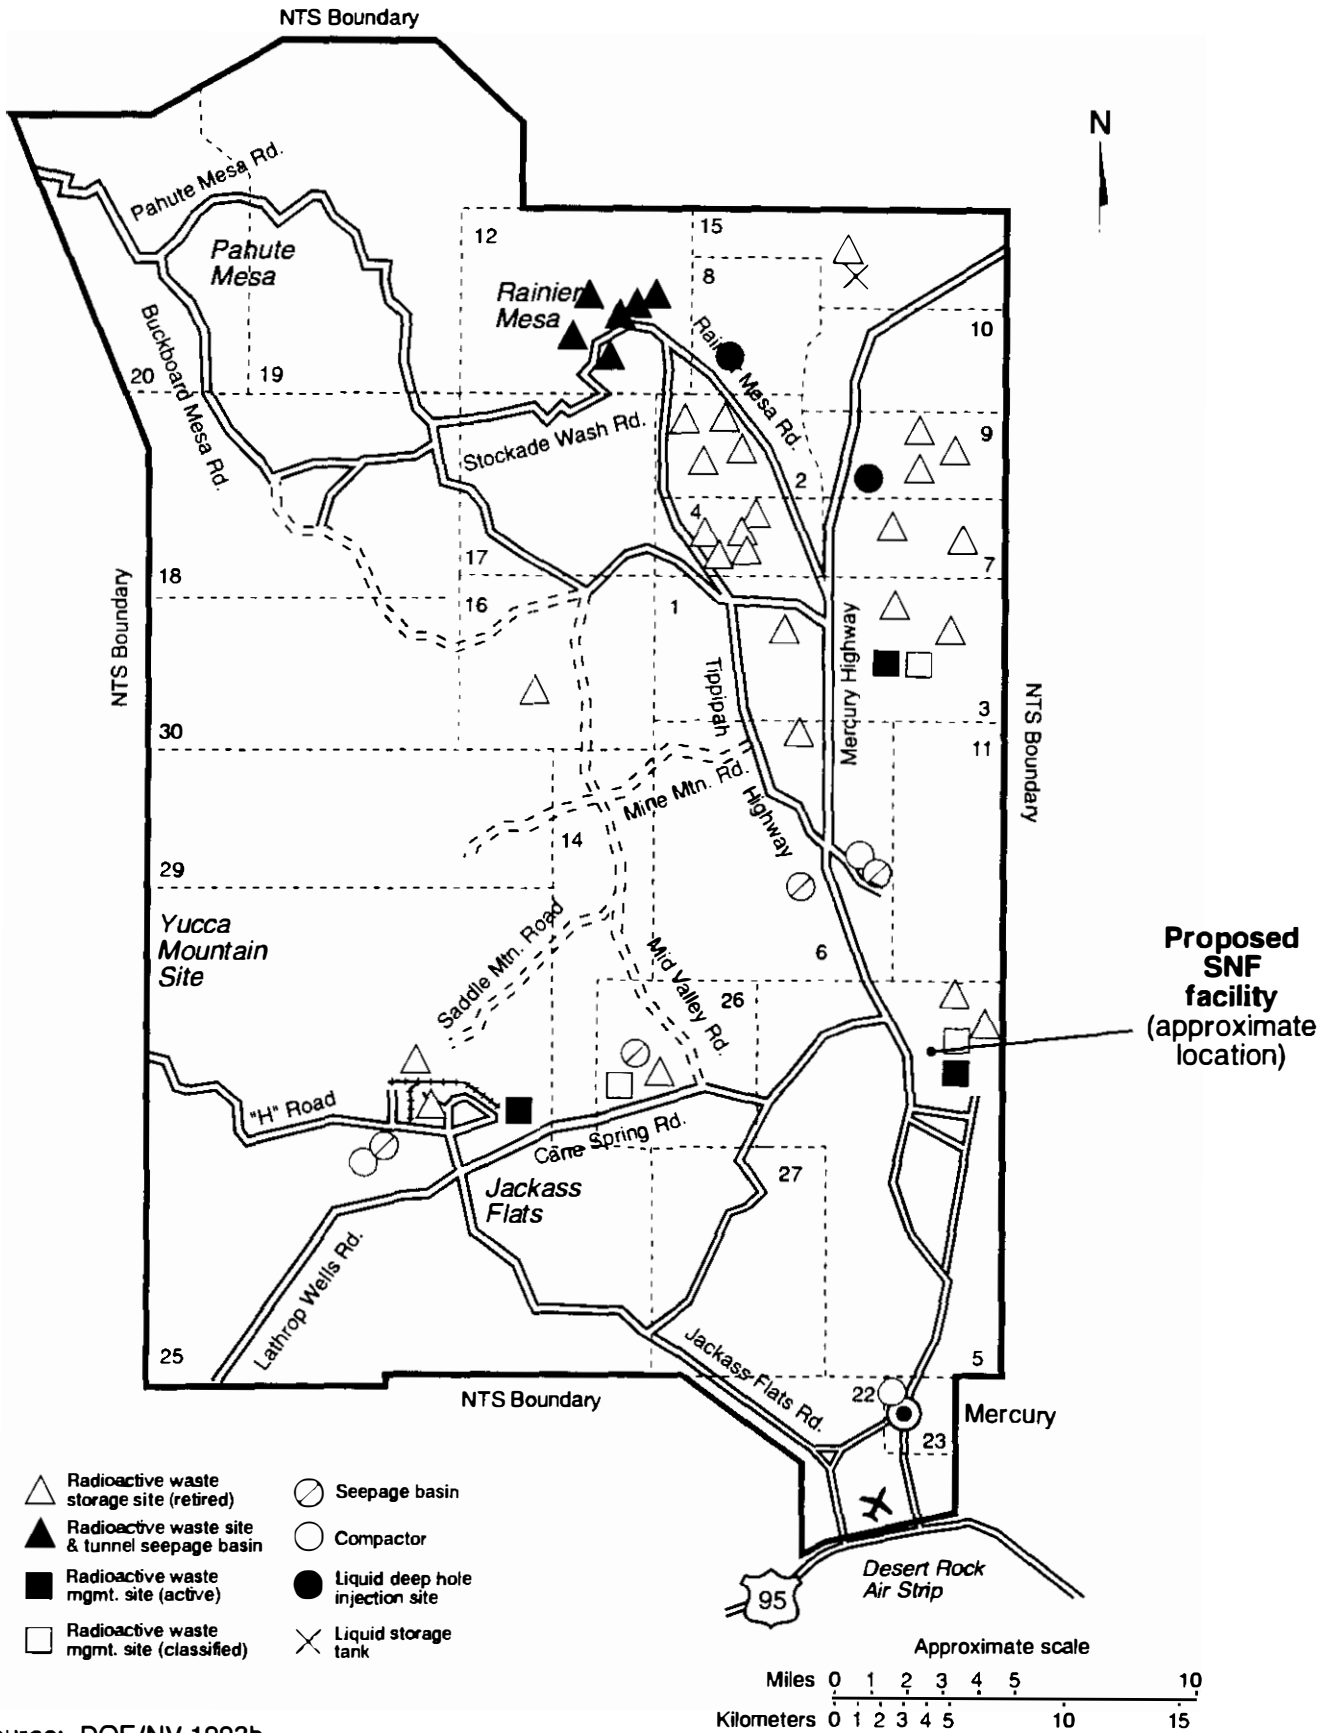 NTS Boundary
N
Pahute Mesa Rd.
Pahute
Mesa
12
15
8
Rainier
Mesa
10
Buckboard Mesa Rd.
Rainier Mesa Rd.
20
19
Stockade Wash Rd.
9
2
4
17
7
18
16
1
NTS Boundary
Tippipah
Highway
Mercury Highway
3
NTS Boundary
30
11
Mine Mtn. Rd.
14
29
Yucca
Mountain
Site
Saddle Mtn. Road
Mid Valley Rd.
6
26
Proposed
SNF
facility
(approximate
location)
"H" Road
Cane Spring Rd.
27
Jackass
Flats
Lathrop Wells Rd.
25
5
Jackass Flats Rd.
NTS Boundary
22
Mercury
23
Radioactive waste
storage site (retired)
Radioactive waste site
& tunnel seepage basin
Radioactive waste
mgmt. site (active)
Radioactive waste
mgmt. site (classified)
Seepage basin
Compactor
Liquid deep hole
injection site
Liquid storage
tank
Desert Rock
Air Strip
95
Approximate scale
Miles 0 1 2 3 4 5 10
Kilometers 0 1 2 3 4 5 10 15
DOE/NV 1993b